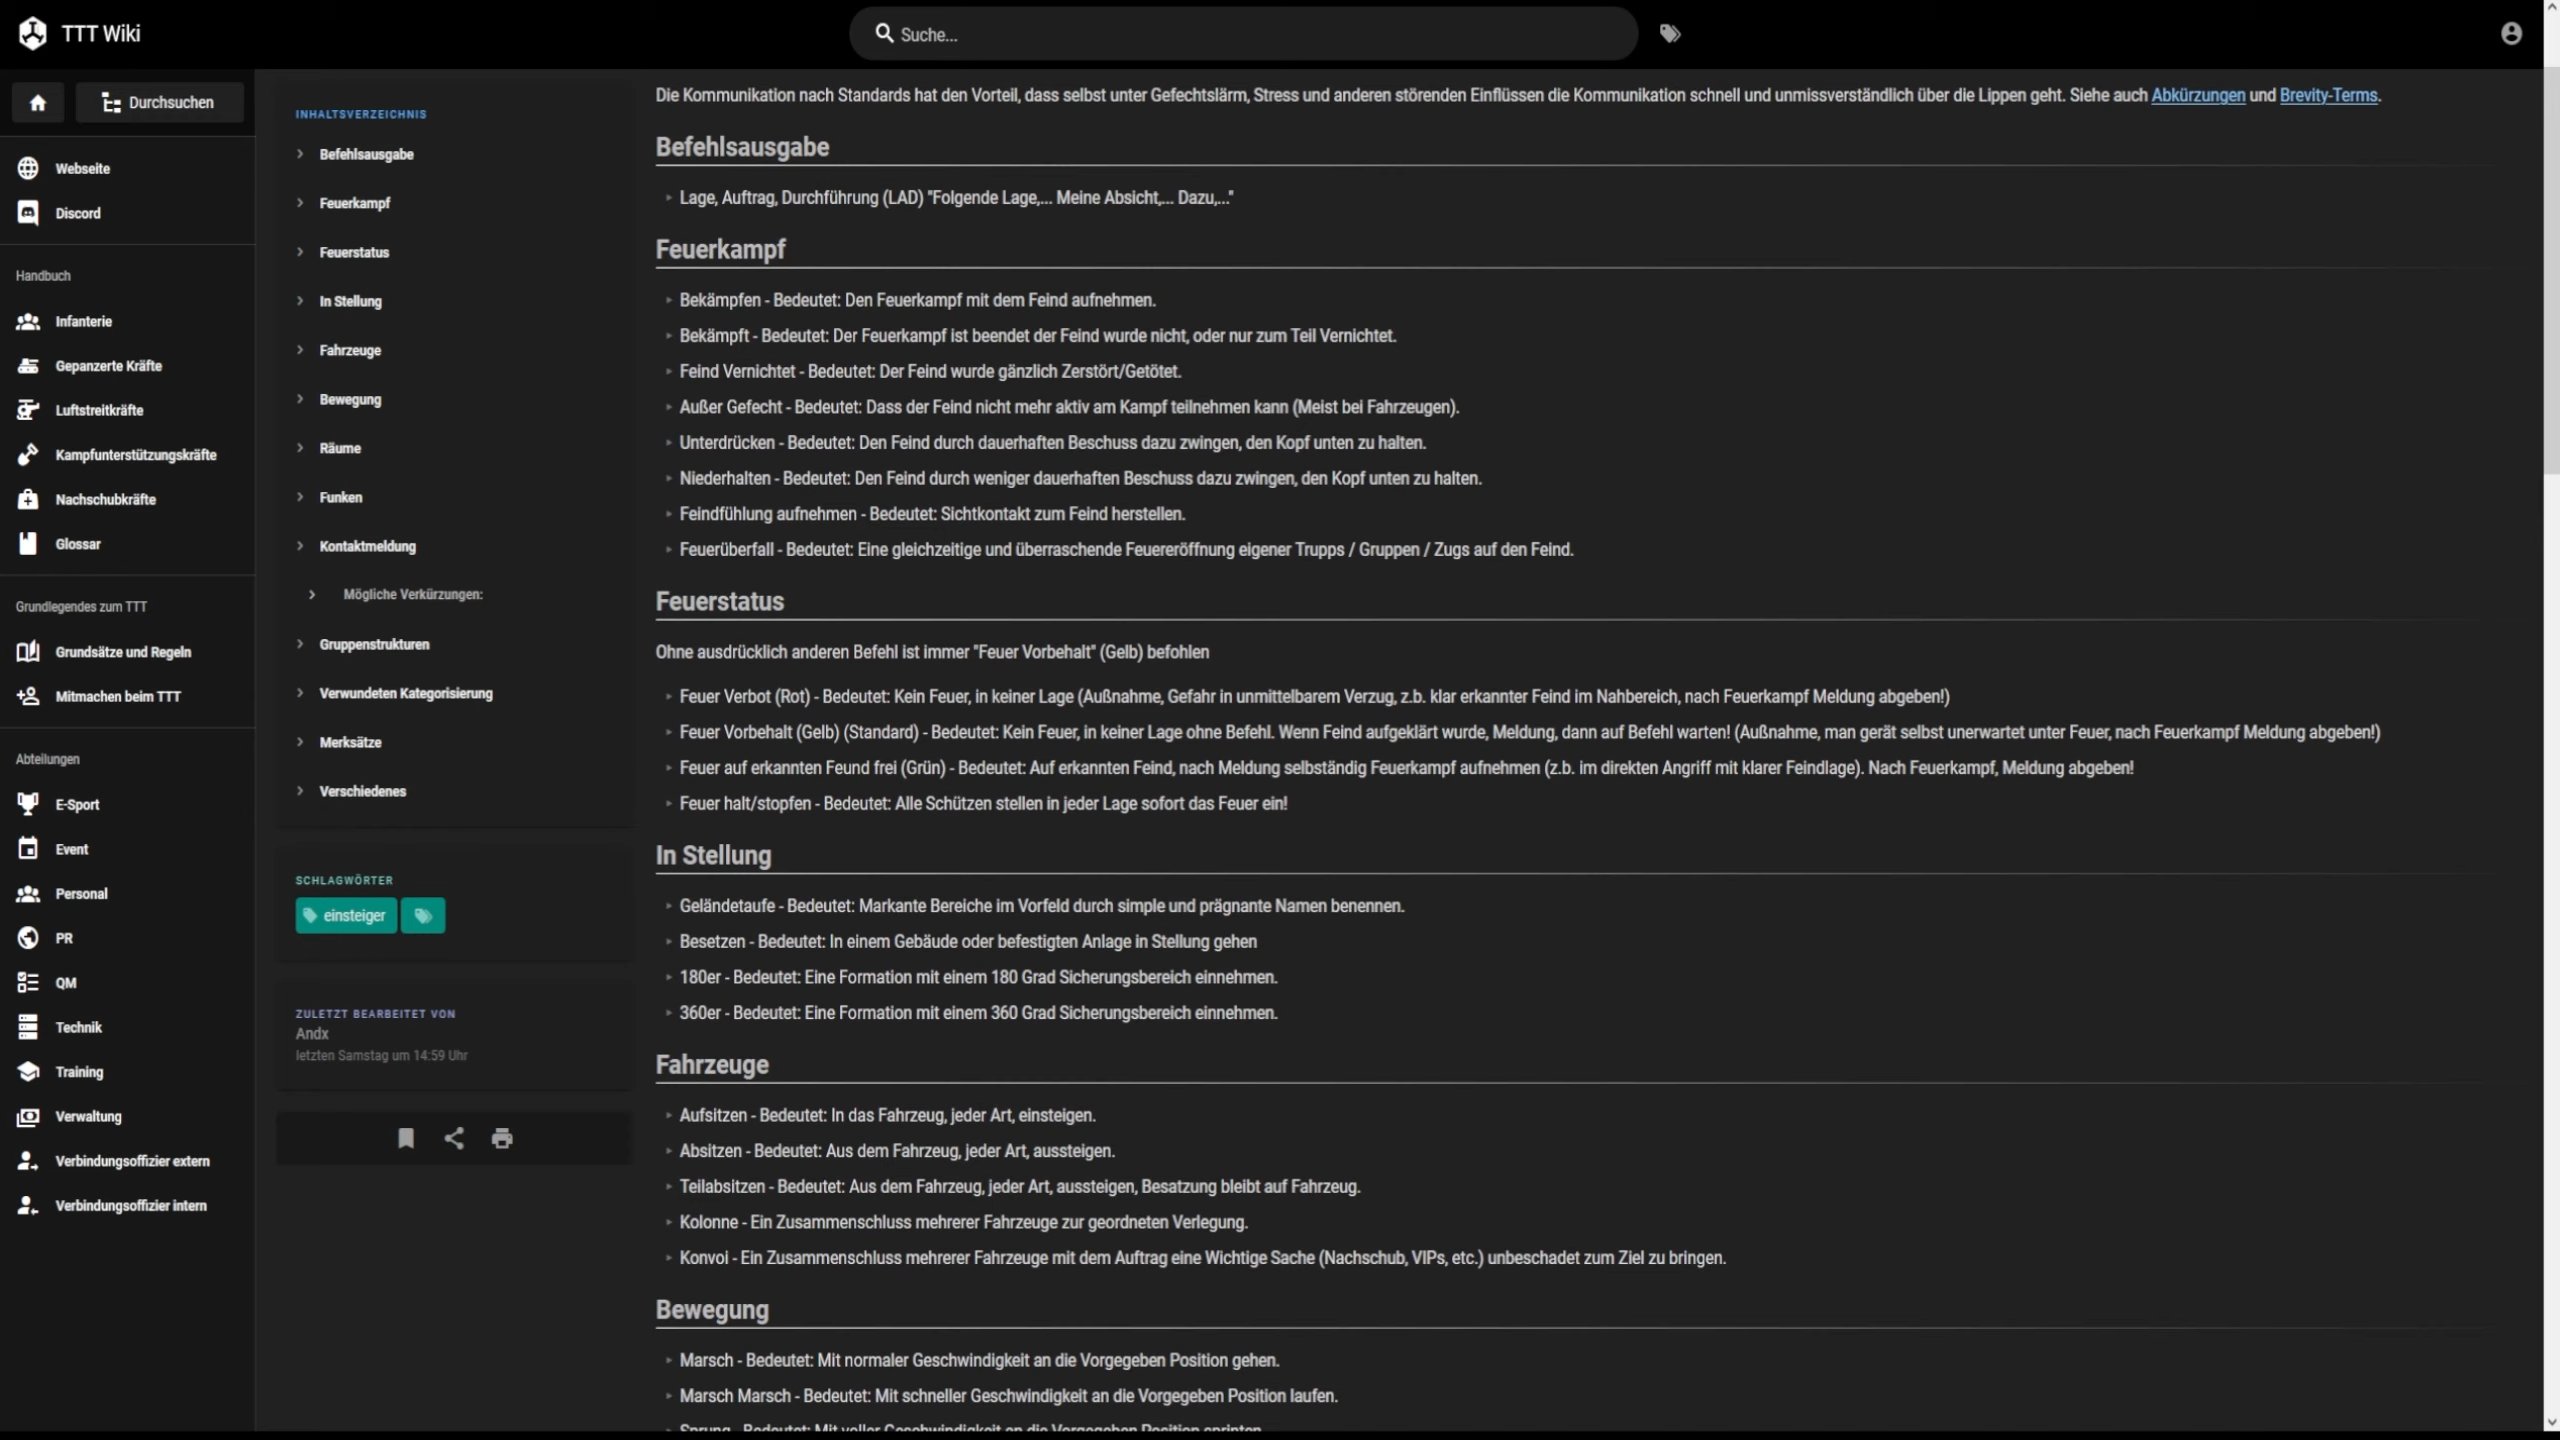 TTT Wiki
Suche...
Durchsuchen
Webseite
Discord
Handbuch
Infanterie
Gepanzerte Kräfte
Luftstreitkräfte
Kampfunterstützungskräfte
Nachschubkräfte
Glossar
Grundlegendes zum TTT
Grundsätze und Regeln
Mitmachen beim TTT
Abteilungen
E-Sport
Event
Personal
PR
QM
Technik
Training
Verwaltung
Verbindungsoffizier extern
Verbindungsoffizier intern
INHALTSVERZEICHNIS
Befehlsausgabe
Feuerkampf
Feuerstatus
In Stellung
Fahrzeuge
Bewegung
Räume
Funken
Kontaktmeldung
Mögliche Verkürzungen:
Gruppenstrukturen
Verwundeten Kategorisierung
Merksätze
Verschiedenes
SCHLAGWÖRTER
einsteiger
ZULETZT BEARBEITET VON
Andx
letzten Samstag um 14:59 Uhr
Die Kommunikation nach Standards hat den Vorteil, dass selbst unter Gefechtslärm, Stress und anderen störenden Einflüssen die Kommunikation schnell und unmissverständlich über die Lippen geht. Siehe auch Abkürzungen und Brevity-Terms.
Befehlsausgabe
Lage, Auftrag, Durchführung (LAD) "Folgende Lage,... Meine Absicht,... Dazu,..."
Feuerkampf
Bekämpfen - Bedeutet: Den Feuerkampf mit dem Feind aufnehmen.
Bekämpft - Bedeutet: Der Feuerkampf ist beendet der Feind wurde nicht, oder nur zum Teil Vernichtet.
Feind Vernichtet - Bedeutet: Der Feind wurde gänzlich Zerstört/Getötet.
Außer Gefecht - Bedeutet: Dass der Feind nicht mehr aktiv am Kampf teilnehmen kann (Meist bei Fahrzeugen).
Unterdrücken - Bedeutet: Den Feind durch dauerhaften Beschuss dazu zwingen, den Kopf unten zu halten.
Niederhalten - Bedeutet: Den Feind durch weniger dauerhaften Beschuss dazu zwingen, den Kopf unten zu halten.
Feindfühlung aufnehmen - Bedeutet: Sichtkontakt zum Feind herstellen.
Feuerüberfall - Bedeutet: Eine gleichzeitige und überraschende Feuereröffnung eigener Trupps / Gruppen / Zugs auf den Feind.
Feuerstatus
Ohne ausdrücklich anderen Befehl ist immer "Feuer Vorbehalt" (Gelb) befohlen
Feuer Verbot (Rot) - Bedeutet: Kein Feuer, in keiner Lage (Außnahme, Gefahr in unmittelbarem Verzug, z.b. klar erkannter Feind im Nahbereich, nach Feuerkampf Meldung abgeben!)
Feuer Vorbehalt (Gelb) (Standard) - Bedeutet: Kein Feuer, in keiner Lage ohne Befehl. Wenn Feind aufgeklärt wurde, Meldung, dann auf Befehl warten! (Außnahme, man gerät selbst unerwartet unter Feuer, nach Feuerkampf Meldung abgeben!)
Feuer auf erkannten Feund frei (Grün) - Bedeutet: Auf erkannten Feind, nach Meldung selbständig Feuerkampf aufnehmen (z.b. im direkten Angriff mit klarer Feindlage). Nach Feuerkampf, Meldung abgeben!
Feuer halt/stopfen - Bedeutet: Alle Schützen stellen in jeder Lage sofort das Feuer ein!
In Stellung
Geländetaufe - Bedeutet: Markante Bereiche im Vorfeld durch simple und prägnante Namen benennen.
Besetzen - Bedeutet: In einem Gebäude oder befestigten Anlage in Stellung gehen
180er - Bedeutet: Eine Formation mit einem 180 Grad Sicherungsbereich einnehmen.
360er - Bedeutet: Eine Formation mit einem 360 Grad Sicherungsbereich einnehmen.
Fahrzeuge
Aufsitzen - Bedeutet: In das Fahrzeug, jeder Art, einsteigen.
Absitzen - Bedeutet: Aus dem Fahrzeug, jeder Art, aussteigen.
Teilabsitzen - Bedeutet: Aus dem Fahrzeug, jeder Art, aussteigen, Besatzung bleibt auf Fahrzeug.
Kolonne - Ein Zusammenschluss mehrerer Fahrzeuge zur geordneten Verlegung.
Konvoi - Ein Zusammenschluss mehrerer Fahrzeuge mit dem Auftrag eine Wichtige Sache (Nachschub, VIPs, etc.) unbeschadet zum Ziel zu bringen.
Bewegung
Marsch - Bedeutet: Mit normaler Geschwindigkeit an die Vorgegeben Position gehen.
Marsch Marsch - Bedeutet: Mit schneller Geschwindigkeit an die Vorgegeben Position laufen.
Sprung - Bedeutet: Mit voller Geschwindigkeit an die Vorgegeben Position sprinten.